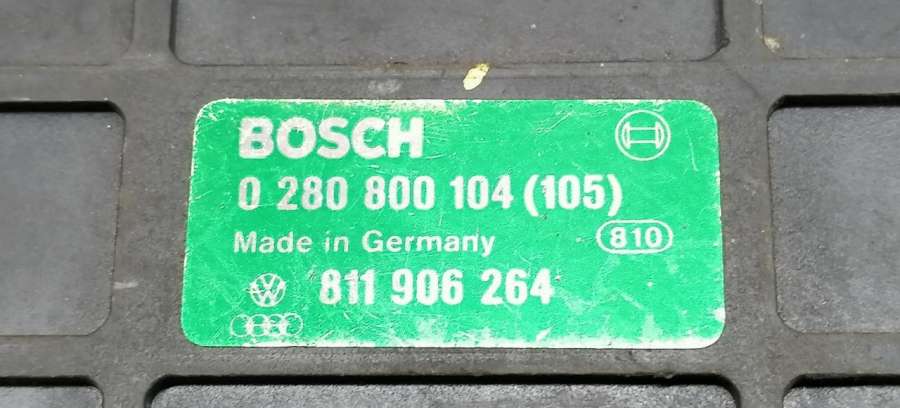 BOSCH
0 280 800 104 (105)
Made in Germany 810
811 906 264